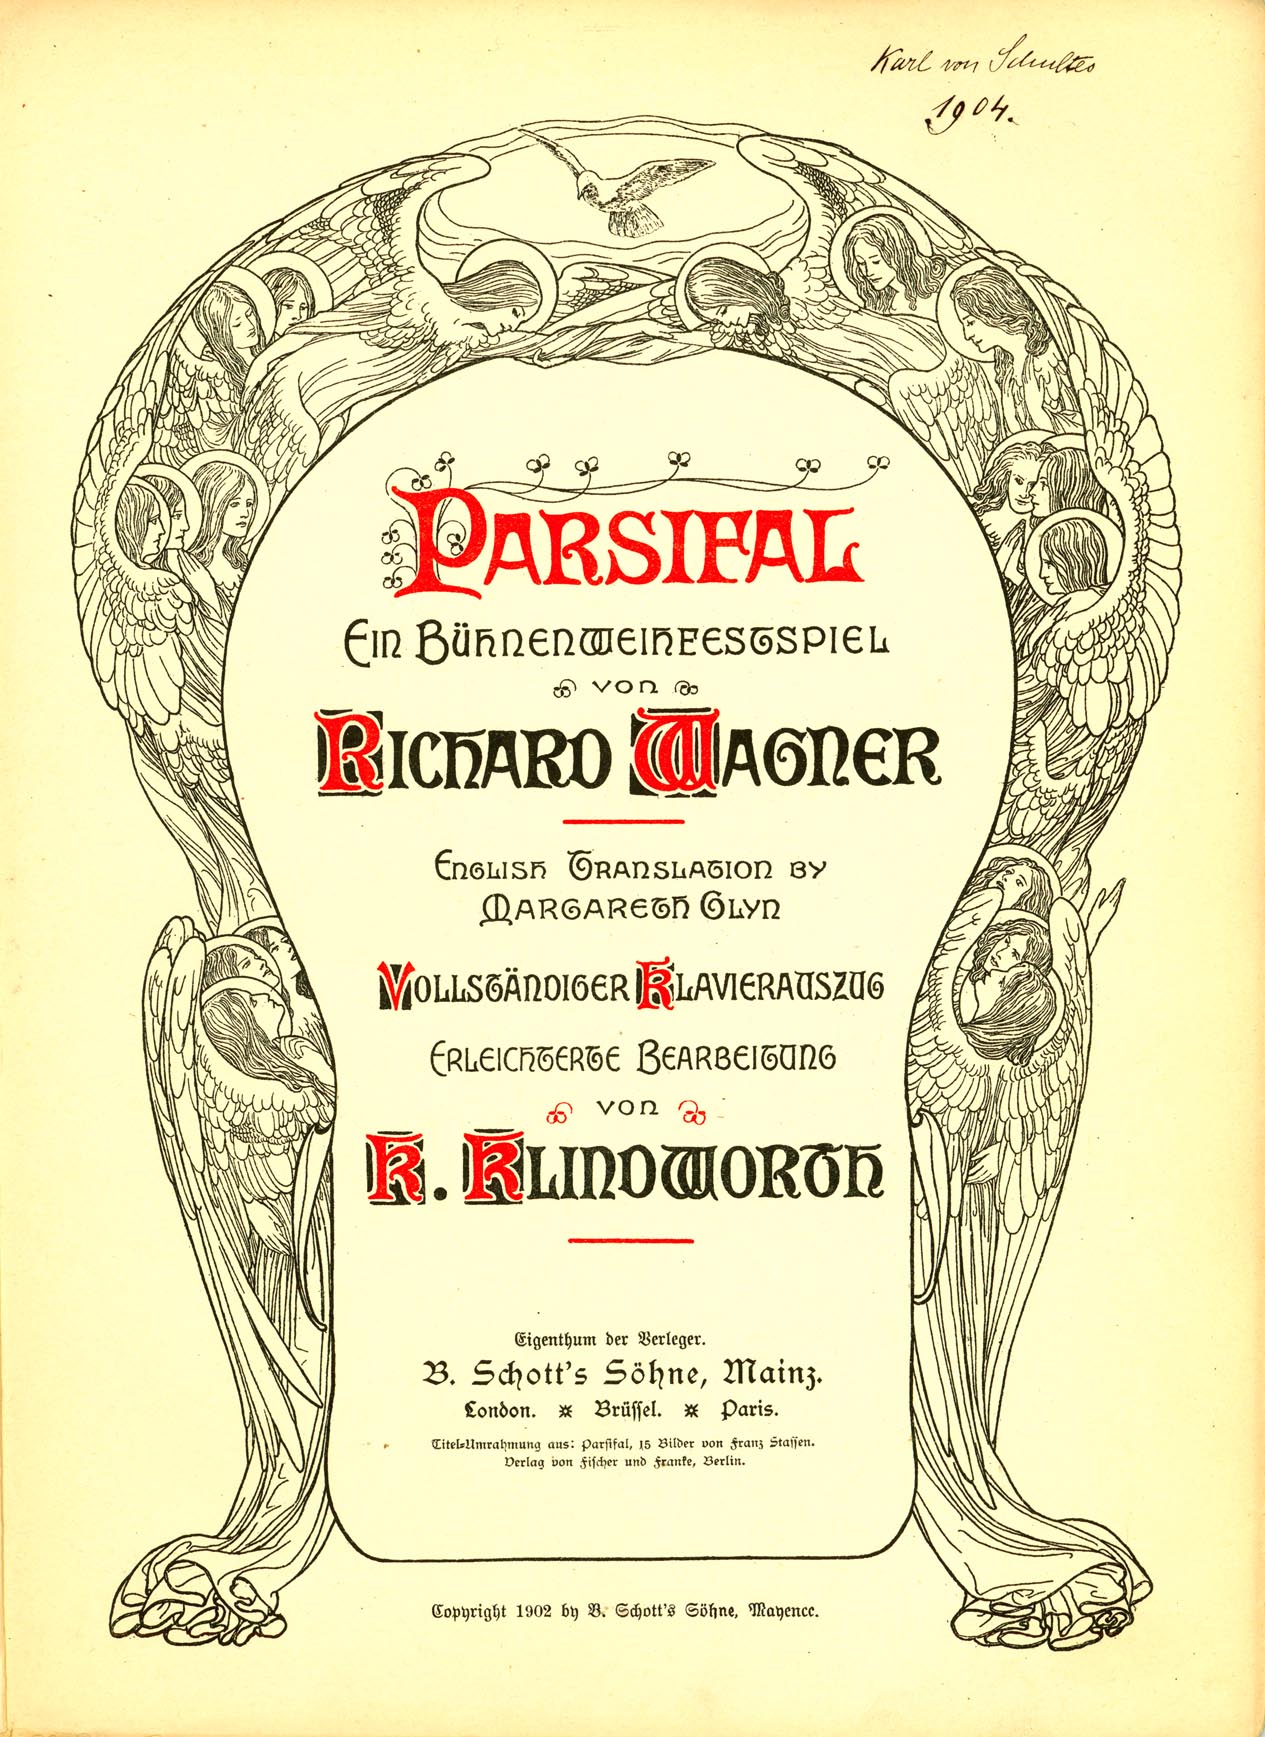 Karl von Schultes
1904.
PARSIFAL
EIN BÜHNENWEIHFESTSPIEL
VON
RICHARD WAGNER
ENGLISH TRANSLATION BY
MARGARETH GLYN
VOLLSTÄNDIGER KLAVIERAUSZUG
ERLEICHTERTE BEARBEITUNG
VON
K. KLINDWORTH
Eigenthum der Verleger.
B. Schott's Söhne, Mainz.
London. ※ Brüssel. ※ Paris.
Titel-Umrahmung aus: Parsifal, 15 Bilder von Franz Stassen.
Verlag von Fischer und Franke, Berlin.
Copyright 1902 by B. Schott's Söhne, Mayence.